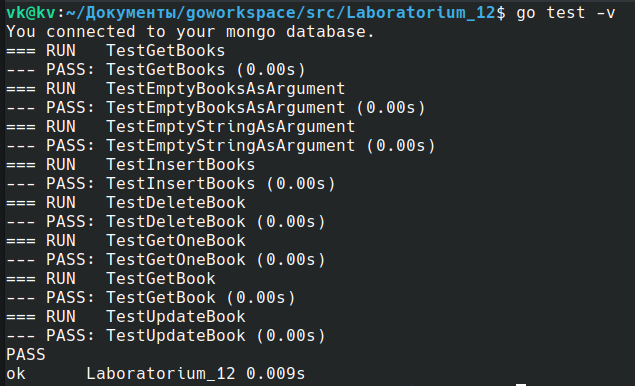 vk@kv:~/Документы/goworkspace/src/Laboratorium_12$ go test -v
You connected to your mongo database.
=== RUN   TestGetBooks
--- PASS: TestGetBooks (0.00s)
=== RUN   TestEmptyBooksAsArgument
--- PASS: TestEmptyBooksAsArgument (0.00s)
=== RUN   TestEmptyStringAsArgument
--- PASS: TestEmptyStringAsArgument (0.00s)
=== RUN   TestInsertBooks
--- PASS: TestInsertBooks (0.00s)
=== RUN   TestDeleteBook
--- PASS: TestDeleteBook (0.00s)
=== RUN   TestGetOneBook
--- PASS: TestGetOneBook (0.00s)
=== RUN   TestGetBook
--- PASS: TestGetBook (0.00s)
=== RUN   TestUpdateBook
--- PASS: TestUpdateBook (0.00s)
PASS
ok      Laboratorium_12 0.009s